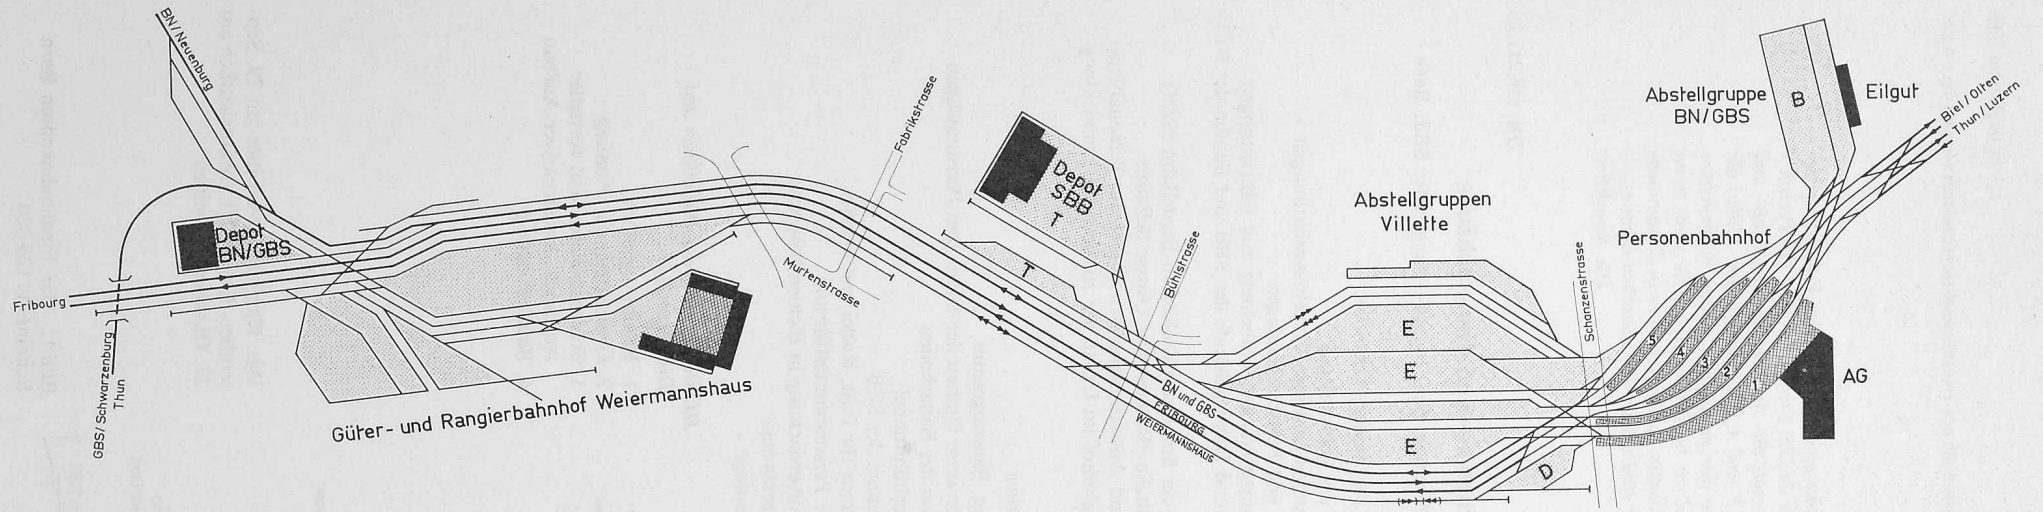 BN/Neuenburg
Depot
BN/GBS
Fribourg
GBS/Schwarzenburg
Thun
Güter- und Rangierbahnhof Weiermannshaus
Murtenstrasse
Fabrikstrasse
Depot
SBB
T
T
Bühlstrasse
BN und GBS
FRIBOURG
WEIERMANNSHAUS
Abstellgruppen
Villette
E
E
E
D
Schanzenstrasse
Personenbahnhof
5
4
3
2
1
AG
Abstellgruppe
BN/GBS
B
Eilgut
Biel/Olten
Thun/Luzern